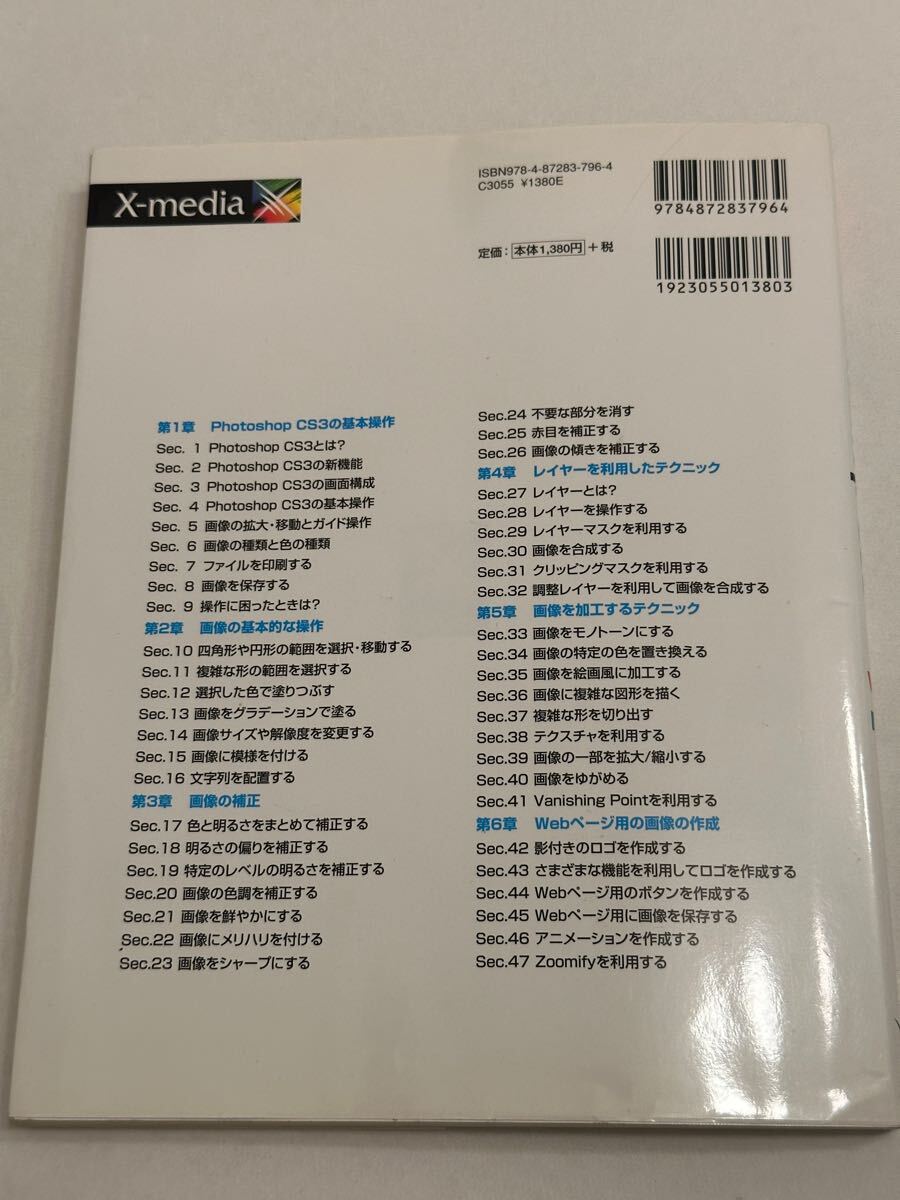 X-media
ISBN978-4-87283-796-4
C3055 ¥1380E
9784872837964
定価：本体1,380円＋税
1923055013803
第1章 Photoshop CS3の基本操作
Sec. 1 Photoshop CS3とは?
Sec. 2 Photoshop CS3の新機能
Sec. 3 Photoshop CS3の画面構成
Sec. 4 Photoshop CS3の基本操作
Sec. 5 画像の拡大・移動とガイド操作
Sec. 6 画像の種類と色の種類
Sec. 7 ファイルを印刷する
Sec. 8 画像を保存する
Sec. 9 操作に困ったときは?
第2章 画像の基本的な操作
Sec.10 四角形や円形の範囲を選択・移動する
Sec.11 複雑な形の範囲を選択する
Sec.12 選択した色で塗りつぶす
Sec.13 画像をグラデーションで塗る
Sec.14 画像サイズや解像度を変更する
Sec.15 画像に模様を付ける
Sec.16 文字列を配置する
第3章 画像の補正
Sec.17 色と明るさをまとめて補正する
Sec.18 明るさの偏りを補正する
Sec.19 特定のレベルの明るさを補正する
Sec.20 画像の色調を補正する
Sec.21 画像を鮮やかにする
Sec.22 画像にメリハリを付ける
Sec.23 画像をシャープにする
Sec.24 不要な部分を消す
Sec.25 赤目を補正する
Sec.26 画像の傾きを補正する
第4章 レイヤーを利用したテクニック
Sec.27 レイヤーとは?
Sec.28 レイヤーを操作する
Sec.29 レイヤーマスクを利用する
Sec.30 画像を合成する
Sec.31 クリッピングマスクを利用する
Sec.32 調整レイヤーを利用して画像を合成する
第5章 画像を加工するテクニック
Sec.33 画像をモノトーンにする
Sec.34 画像の特定の色を置き換える
Sec.35 画像を絵画風に加工する
Sec.36 画像に複雑な図形を描く
Sec.37 複雑な形を切り出す
Sec.38 テクスチャを利用する
Sec.39 画像の一部を拡大/縮小する
Sec.40 画像をゆがめる
Sec.41 Vanishing Pointを利用する
第6章 Webページ用の画像の作成
Sec.42 影付きのロゴを作成する
Sec.43 さまざまな機能を利用してロゴを作成する
Sec.44 Webページ用のボタンを作成する
Sec.45 Webページ用に画像を保存する
Sec.46 アニメーションを作成する
Sec.47 Zoomifyを利用する